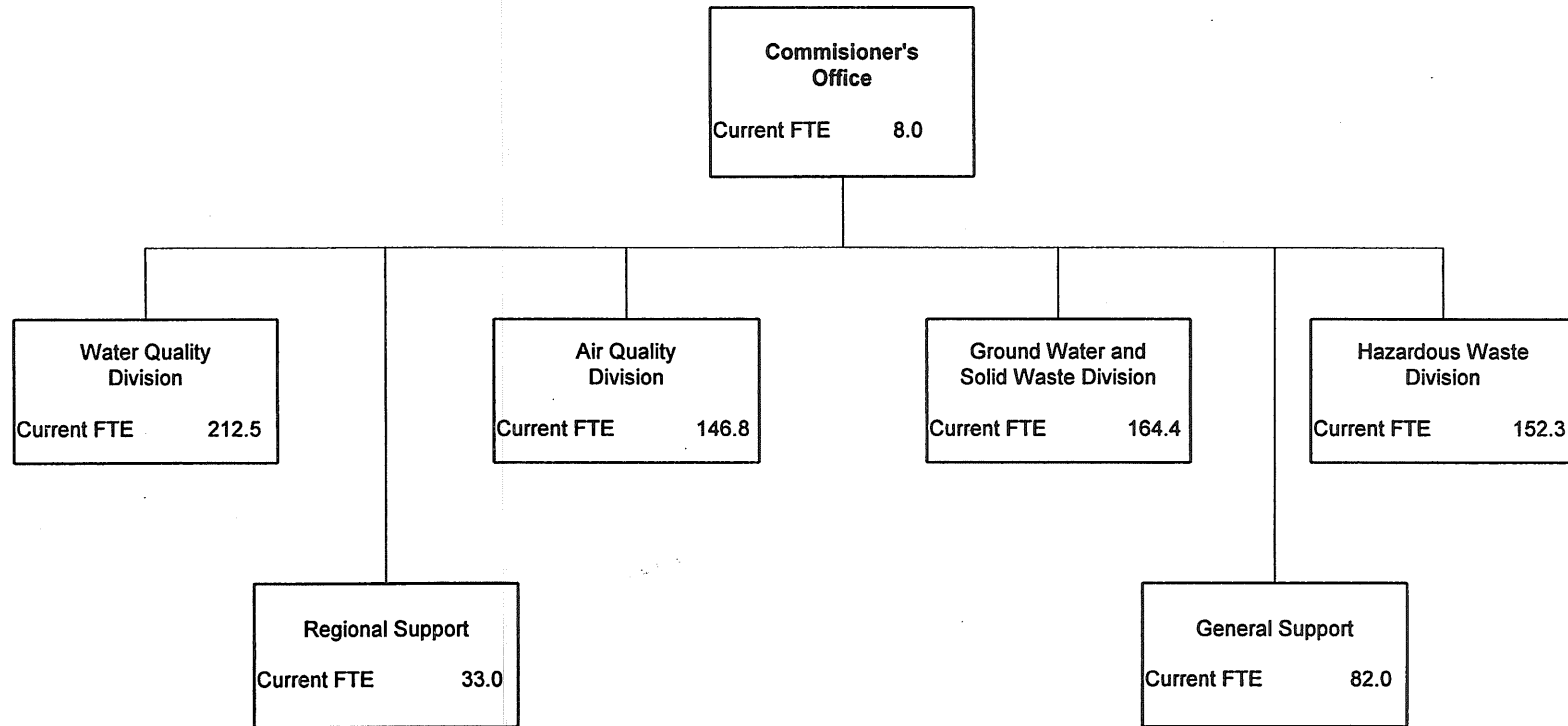 Commisioner's
Office
Current FTE 8.0
Water Quality
Division
Current FTE 212.5
Air Quality
Division
Current FTE 146.8
Ground Water and
Solid Waste Division
Current FTE 164.4
Hazardous Waste
Division
Current FTE 152.3
Regional Support
Current FTE 33.0
General Support
Current FTE 82.0